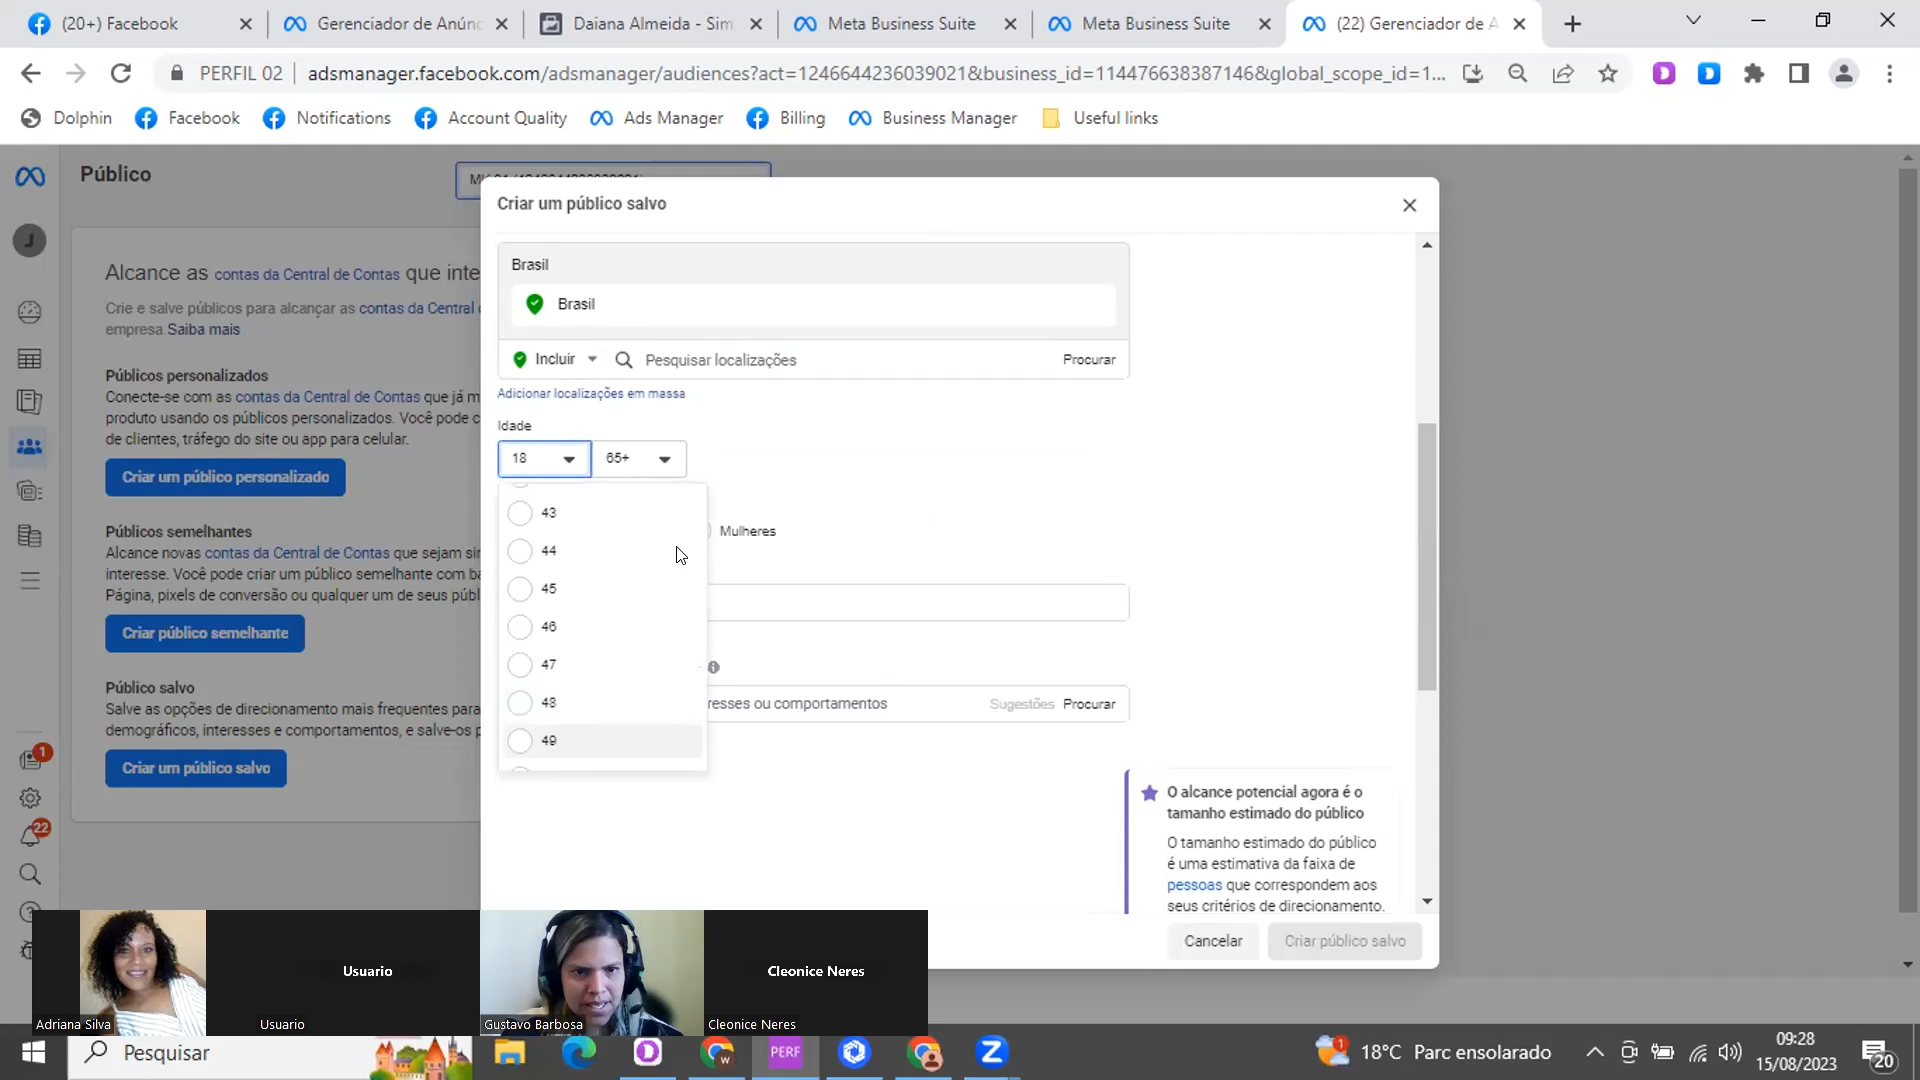 (20+) Facebook
Gerenciador de Anúnc
Daiana Almeida - Sim
Meta Business Suite
Meta Business Suite
(22) Gerenciador de A
PERFIL 02
adsmanager.facebook.com/adsmanager/audiences?act=1246644236039021&business_id=114476638387146&global_scope_id=1...
Dolphin
Facebook
Notifications
Account Quality
Ads Manager
Billing
Business Manager
Useful links
Público
J
Alcance as contas da Central de Contas que inte
Crie e salve públicos para alcançar as contas da Central
empresa.Saiba mais
Públicos personalizados
Conecte-se com as contas da Central de Contas que já m
produto usando os públicos personalizados. Você pode c
de clientes, tráfego do site ou app para celular.
Criar um público personalizado
Públicos semelhantes
Alcance novas contas da Central de Contas que sejam sir
interesse. Você pode criar um público semelhante com ba
Página, pixels de conversão ou qualquer um de seus públ
Criar público semelhante
Público salvo
Salve as opções de direcionamento mais frequentes para
demográficos, interesses e comportamentos, e salve-os p
Criar um público salvo
1
22
Criar um público salvo
Brasil
Brasil
Incluir
Pesquisar localizações
Procurar
Adicionar localizações em massa
Idade
18
65+
43
44
45
46
47
48
49
Mulheres
resses ou comportamentos
Sugestões
Procurar
O alcance potencial agora é o
tamanho estimado do público
O tamanho estimado do público
é uma estimativa da faixa de
pessoas que correspondem aos
seus critérios de direcionamento.
Cancelar
Criar público salvo
Adriana Silva
Usuario
Usuario
Gustavo Barbosa
Cleonice Neres
Cleonice Neres
Pesquisar
W
PERF
Z
1
18°C Parc ensolarado
09:28
15/08/2023
20